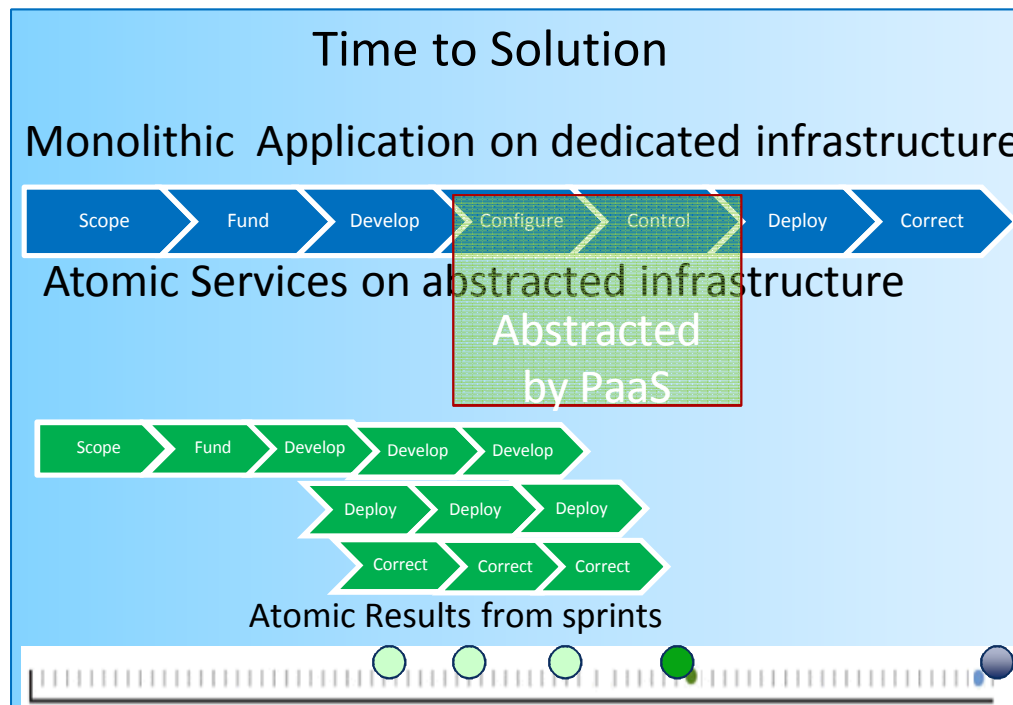 Time to Solution
Monolithic Application on dedicated infrastructure
Scope Fund Develop Configure Control Deploy Correct
Atomic Services on abstracted infrastructure
Abstracted
by PaaS
Scope Fund Develop Develop Develop
Deploy Deploy Deploy
Correct Correct Correct
Atomic Results from sprints